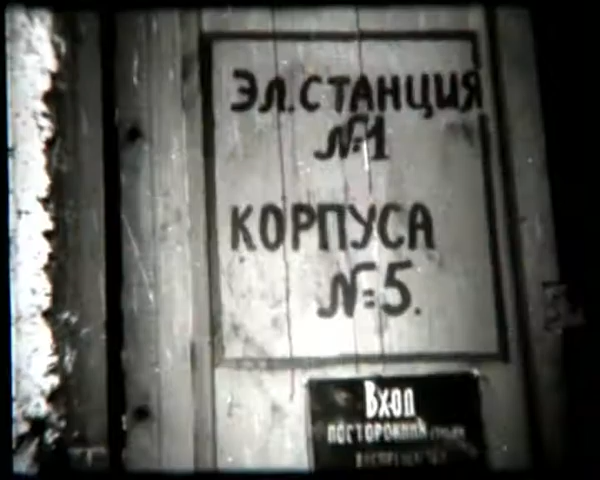 ЭЛ.СТАНЦИЯ
№1
КОРПУСА
№5.
Вход
посторонним